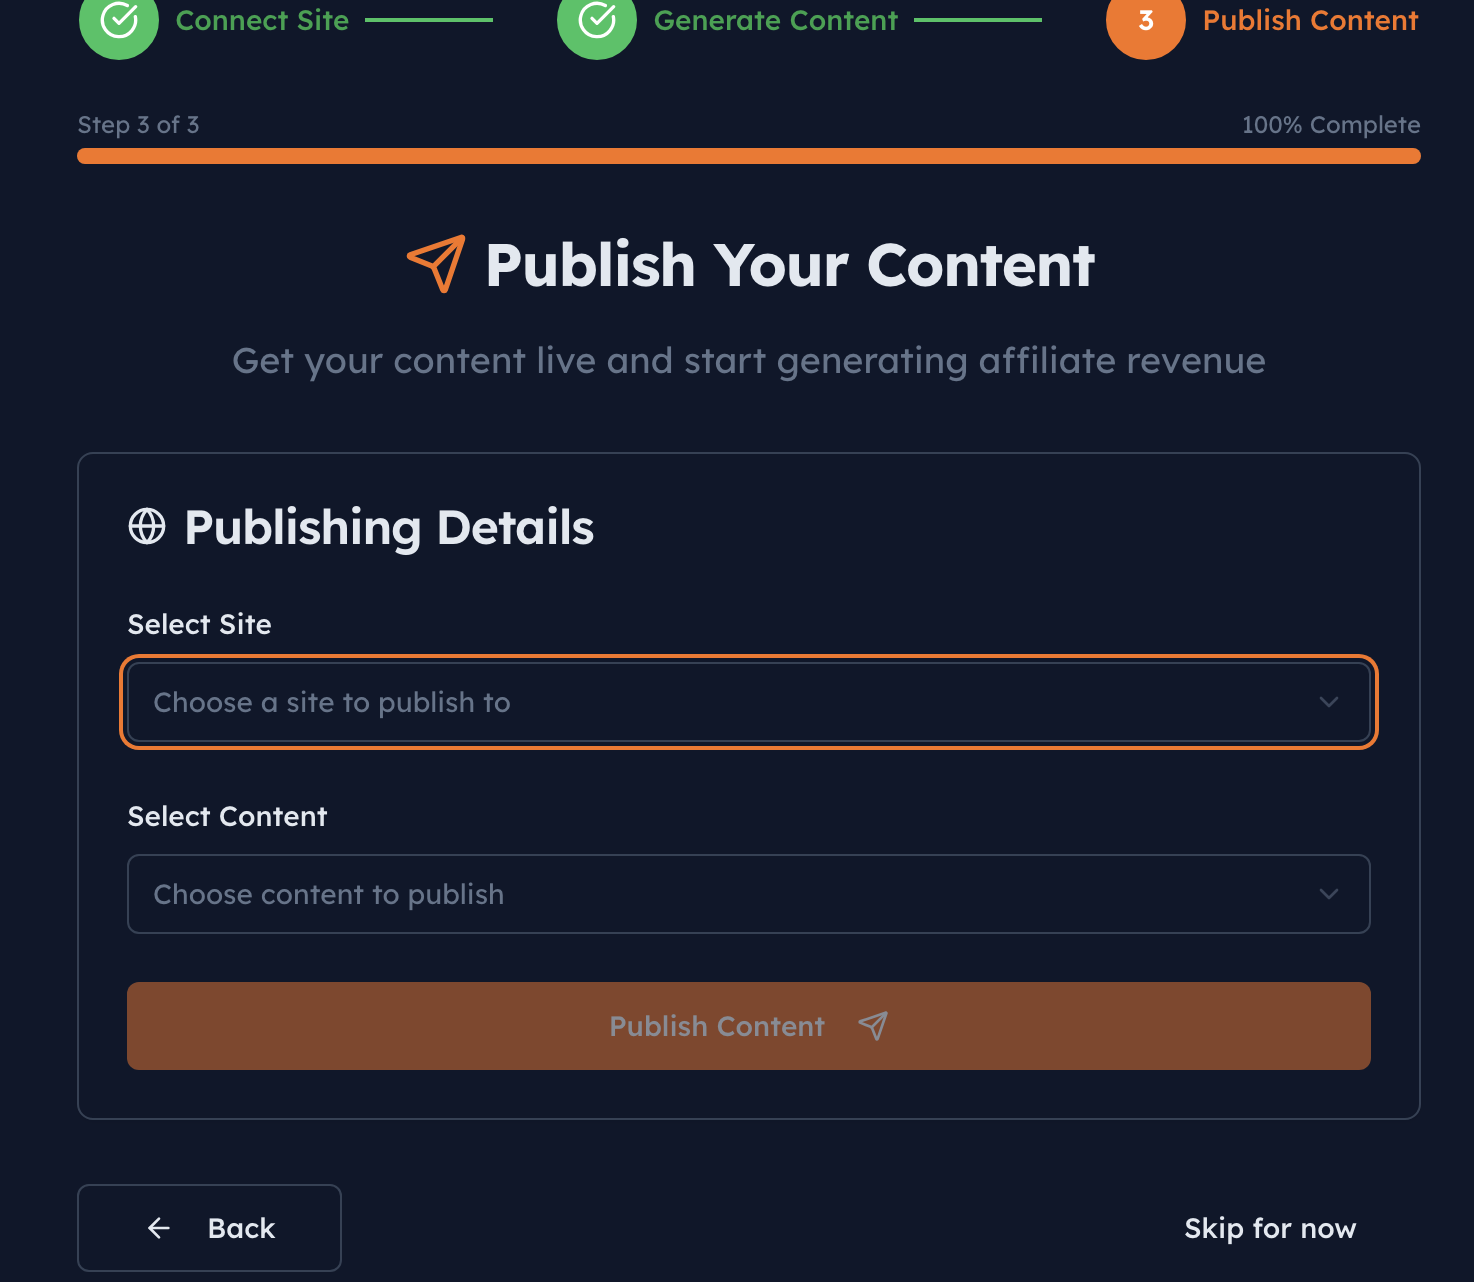 Connect Site
Generate Content
3 Publish Content
Step 3 of 3
100% Complete
Publish Your Content
Get your content live and start generating affiliate revenue
Publishing Details
Select Site
Choose a site to publish to
Select Content
Choose content to publish
Publish Content
Back
Skip for now